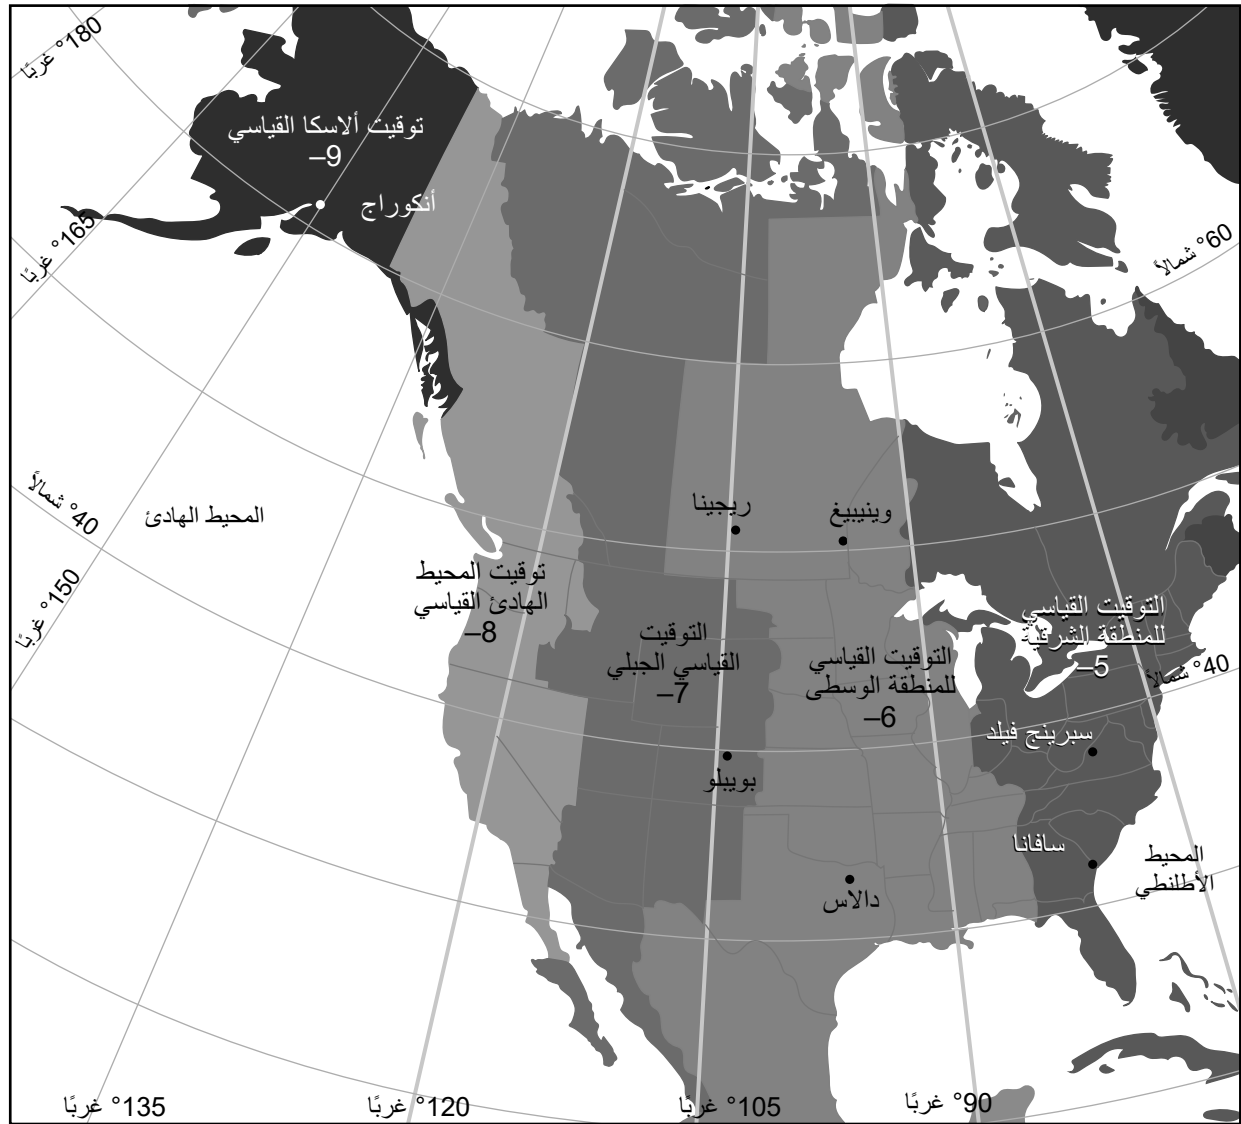 °180 غربًا
توقيت ألاسكا القياسي
–9
أنكوراج
°165 غربًا
°60 شمالاً
°40 شمالاً
المحيط الهادئ
ريجينا
وينيبيغ
°150 غربًا
توقيت المحيط
الهادئ القياسي
–8
التوقيت
القياسي الجبلي
–7
التوقيت القياسي
للمنطقة الوسطى
–6
التوقيت القياسي
للمنطقة الشرقية
–5
°40 شمالاً
سبرينج فيلد
بويبلو
سافانا
المحيط
الأطلنطي
دالاس
°135 غربًا
°120 غربًا
°105 غربًا
°90 غربًا